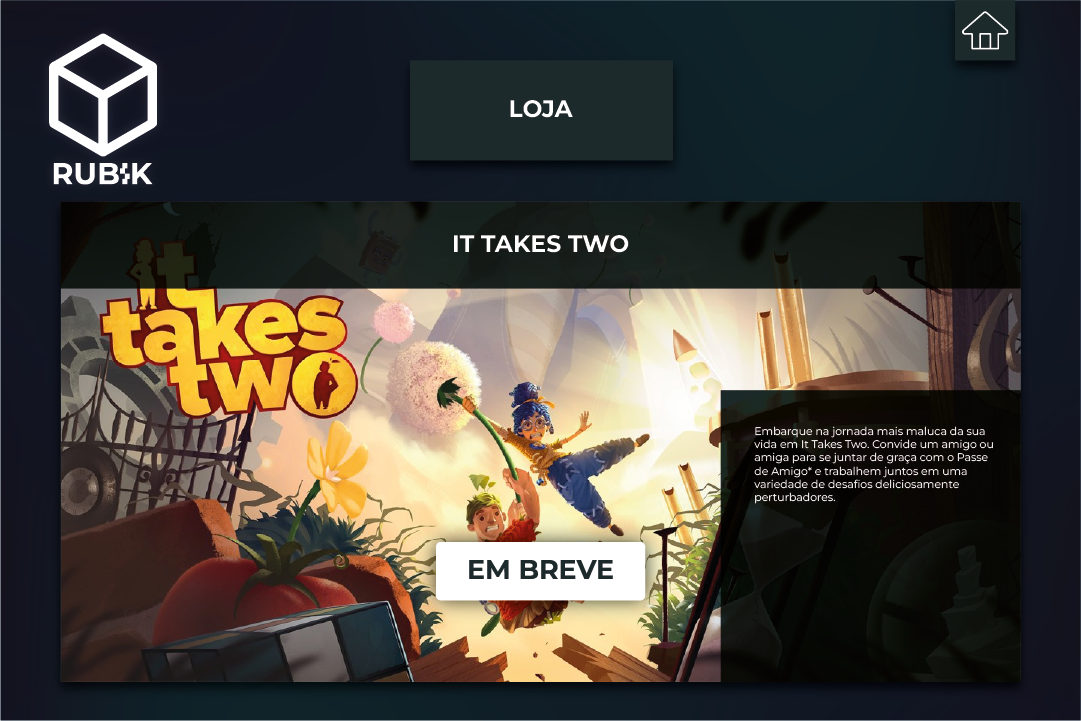 LOJA
RUBIK
IT TAKES TWO
it
takes
two
Embarque na jornada mais maluca da sua
vida em It Takes Two. Convide um amigo ou
amiga para se juntar de graça com o Passe
de Amigo* e trabalhem juntos em uma
variedade de desafios deliciosamente
perturbadores.
EM BREVE